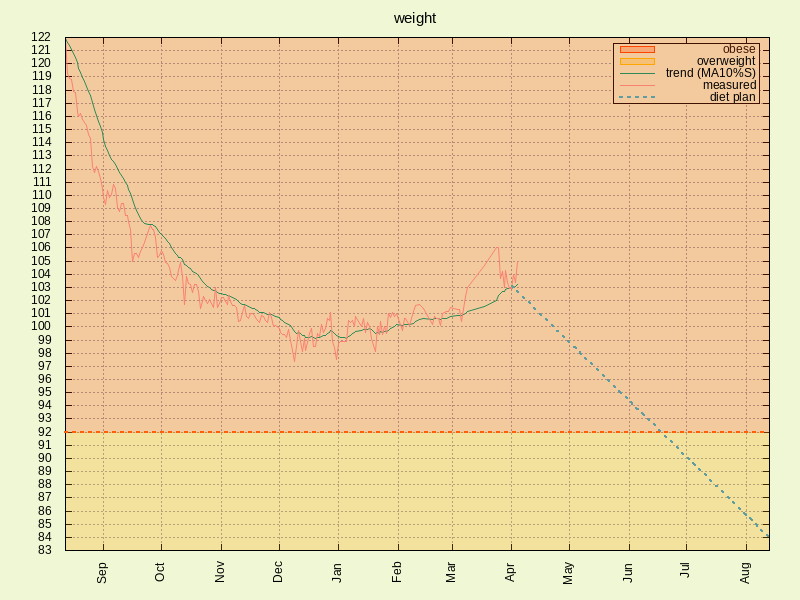 weight
obese
overweight
trend (MA10%S)
measured
diet plan
122
121
120
119
118
117
116
115
114
113
112
111
110
109
108
107
106
105
104
103
102
101
100
99
98
97
96
95
94
93
92
91
90
89
88
87
86
85
84
83
Sep
Oct
Nov
Dec
Jan
Feb
Mar
Apr
May
Jun
Jul
Aug